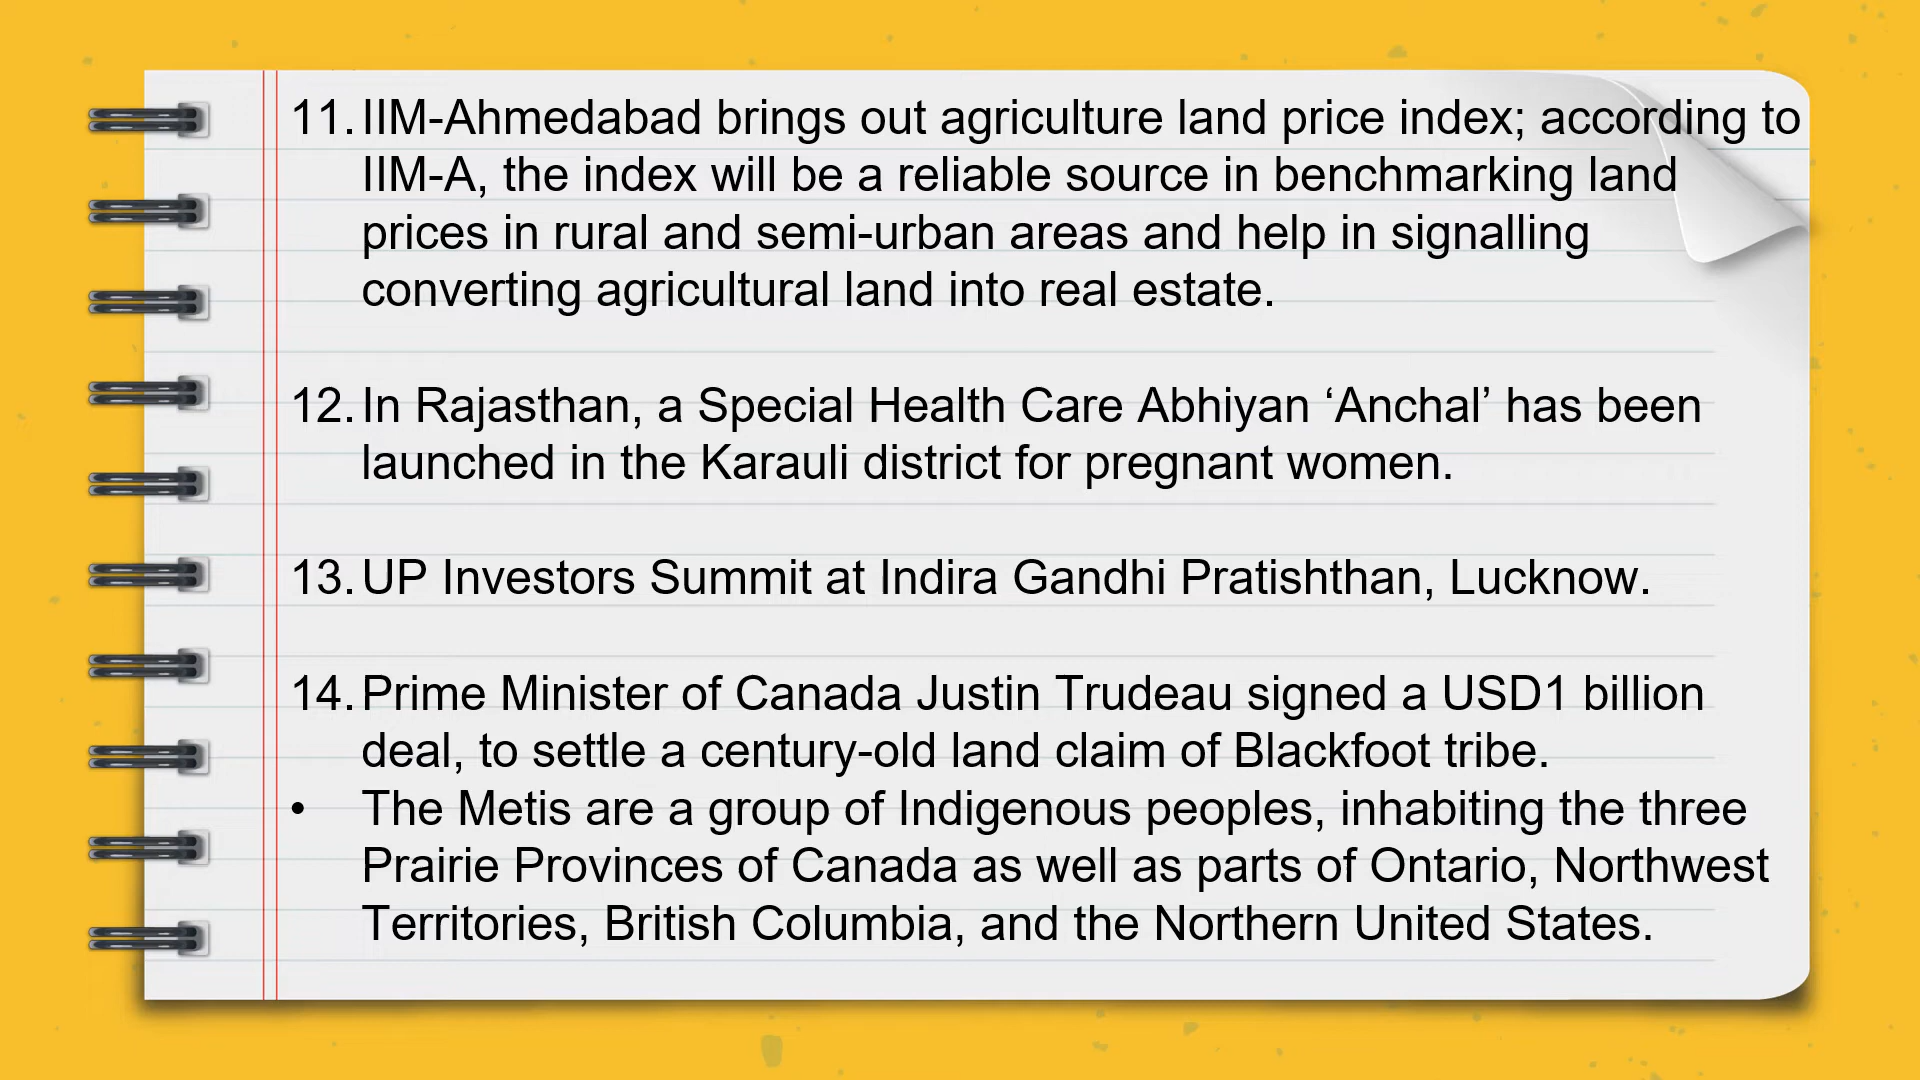 11. IIM-Ahmedabad brings out agriculture land price index; according to
IIM-A, the index will be a reliable source in benchmarking land
prices in rural and semi-urban areas and help in signalling
converting agricultural land into real estate.
12. In Rajasthan, a Special Health Care Abhiyan ‘Anchal’ has been
launched in the Karauli district for pregnant women.
13. UP Investors Summit at Indira Gandhi Pratishthan, Lucknow.
14. Prime Minister of Canada Justin Trudeau signed a USD1 billion
deal, to settle a century-old land claim of Blackfoot tribe.
• The Metis are a group of Indigenous peoples, inhabiting the three
Prairie Provinces of Canada as well as parts of Ontario, Northwest
Territories, British Columbia, and the Northern United States.